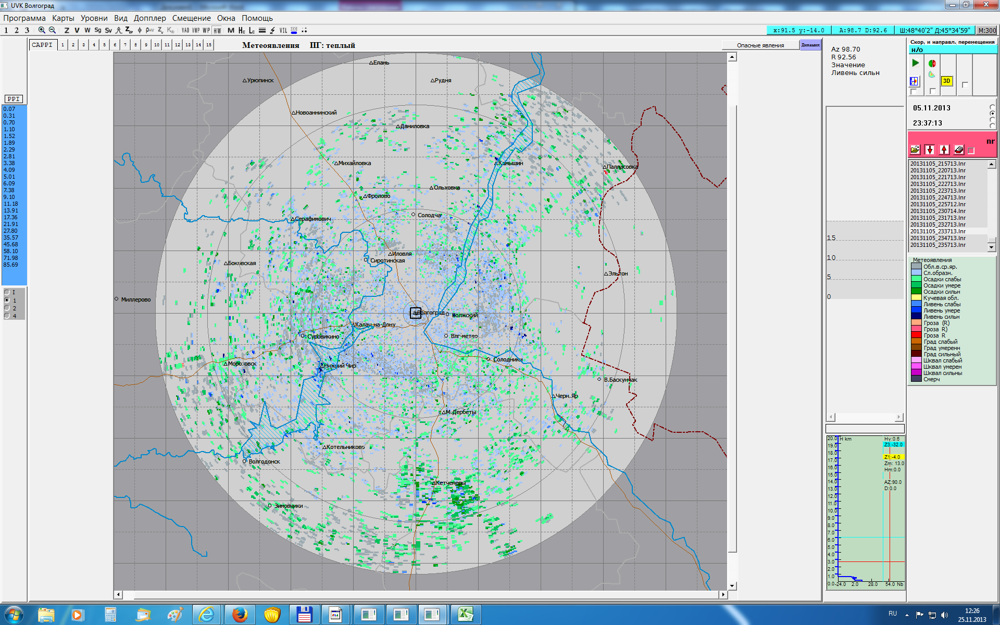 UVK Волгоград
Программа Карты Уровни Вид Допплер Смещение Окна Помощь
1 2 3 Z V W Sg Sv VAD VWP WP HW M Hc Lc VIL
x:91.5 y:-14.0 A:98.7 D:92.6 Ш:48°40'2" Д:45°34'59" M:300
CAPPI 1 2 3 4 5 6 7 8 9 10 11 12 13 14 15
Метеоявления ПГ: теплый
Опасные явления Динамик
PPI
0.07
0.31
0.70
1.10
1.52
1.89
2.29
2.81
3.38
4.09
5.01
6.09
7.38
9.10
11.18
13.91
17.36
21.91
27.80
35.57
45.68
58.10
71.98
85.69
I
1
2
4
Елань
Урюпинск
Рудня
Новоаннинский
Даниловка
Михайловка
Камышин
Палласовка
Ольховка
Фролово
Солодча
Серафимович
Иловля
Сиротинская
Боковская
Эльтон
Миллерово
Волгоград
Волжский
Калач-на-Дону
Суровикино
Влг-метео
Солодники
Морозовск
Нижний Чир
В.Баскунчак
Черн.Яр
М.Дербеты
Котельниково
Волгодонск
Кетченеры
Зимовники
Az 98.70
R 92.56
Значение
Ливень сильн
15
10
5
0
20.0
19.0
18.0
17.0
16.0
15.0
14.0
13.0
12.0
11.0
10.0
9.0
8.0
7.0
6.0
5.0
4.0
3.0
2.0
1.0
0.0
H km
Hv:0.6
Z3:-32.0
Z1:-4.0
Zm: 13.0
Hm:0.0
AZ:90.0
D:0.0
-24.0 2.0 28.0 54.0 Nb
Скор. и направл. перемещения
н/о
3D
05.11.2013
23:37:13
nr
20131105_215713.lnr
20131105_220713.lnr
20131105_221713.lnr
20131105_222713.lnr
20131105_223713.lnr
20131105_224713.lnr
20131105_225712.lnr
20131105_230714.lnr
20131105_231713.lnr
20131105_232713.lnr
20131105_233713.lnr
20131105_234713.lnr
20131105_235713.lnr
Метеоявления
Обл.в.ср.яр.
Сл.образн.
Осадки слабы
Осадки умере
Осадки сильн
Кучевая обл.
Ливень слабы
Ливень умере
Ливень сильн
Гроза (R)
Гроза R)
Гроза R
Град слабый
Град умеренн
Град сильный
Шквал слабый
Шквал умерен
Шквал сильны
Смерч
RU
12:26
25.11.2013